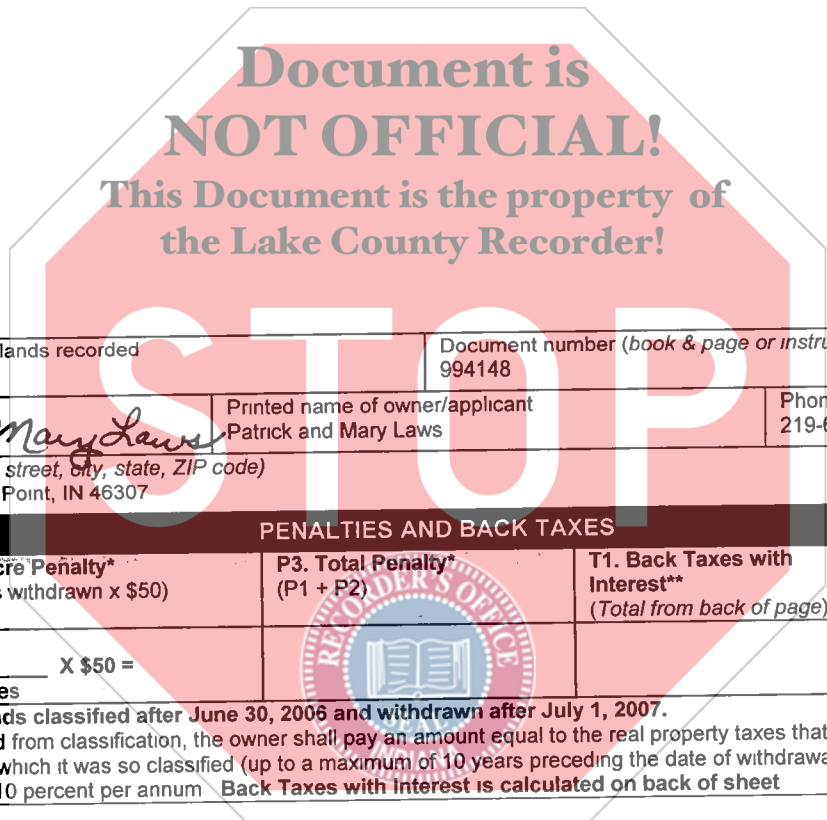 Document is
NOT OFFICIAL!
This Document is the property of
the Lake County Recorder!
STOP
lands recorded
Document number (book & page or instru
994148
Mary Laws
Printed name of owner/applicant
Patrick and Mary Laws
Phon
219-6
street, city, state, ZIP code)
Point, IN 46307
PENALTIES AND BACK TAXES
cre Penalty*
s withdrawn x $50)
P3. Total Penalty*
(P1 + P2)
T1. Back Taxes with
Interest**
(Total from back of page)
____ X $50 =
es
RECORDER'S OFFICE
INDIANA
ds classified after June 30, 2006 and withdrawn after July 1, 2007.
d from classification, the owner shall pay an amount equal to the real property taxes that
which it was so classified (up to a maximum of 10 years preceding the date of withdrawa
10 percent per annum Back Taxes with Interest is calculated on back of sheet